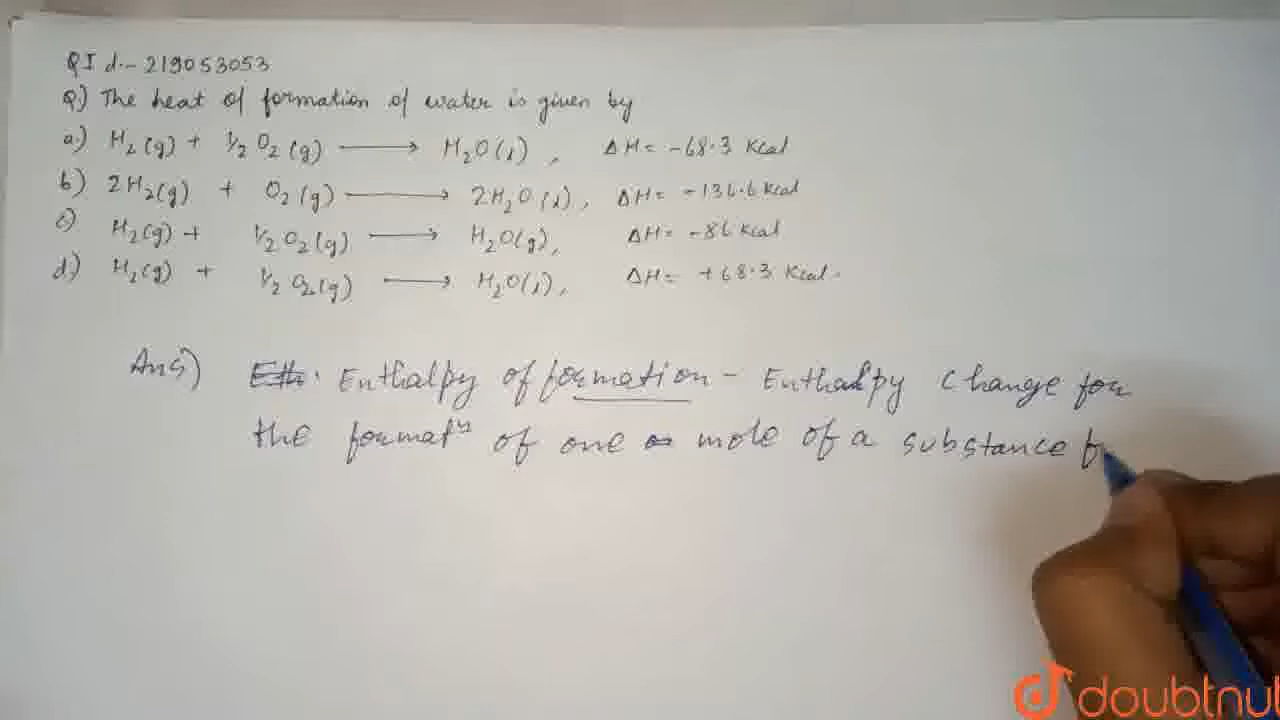 QId.- 219053053
Q.) The heat of formation of water is given by
a.) H₂(g) + 1/2 O₂(g) ⟶ H₂O(l), ΔH = -68.3 Kcal
b) 2H₂(g) + O₂(g) ⟶ 2H₂O(l), ΔH = -136.6 Kcal
c) H₂(g) + 1/2 O₂(g) ⟶ H₂O(g), ΔH = -86 Kcal
d.) H₂(g) + 1/2 O₂(g) ⟶ H₂O(l), ΔH = +68.3 Kcal.
Ans) Enthalpy of formation - Enthalpy change for
the formatⁿ of one mole of a substance
doubtnut